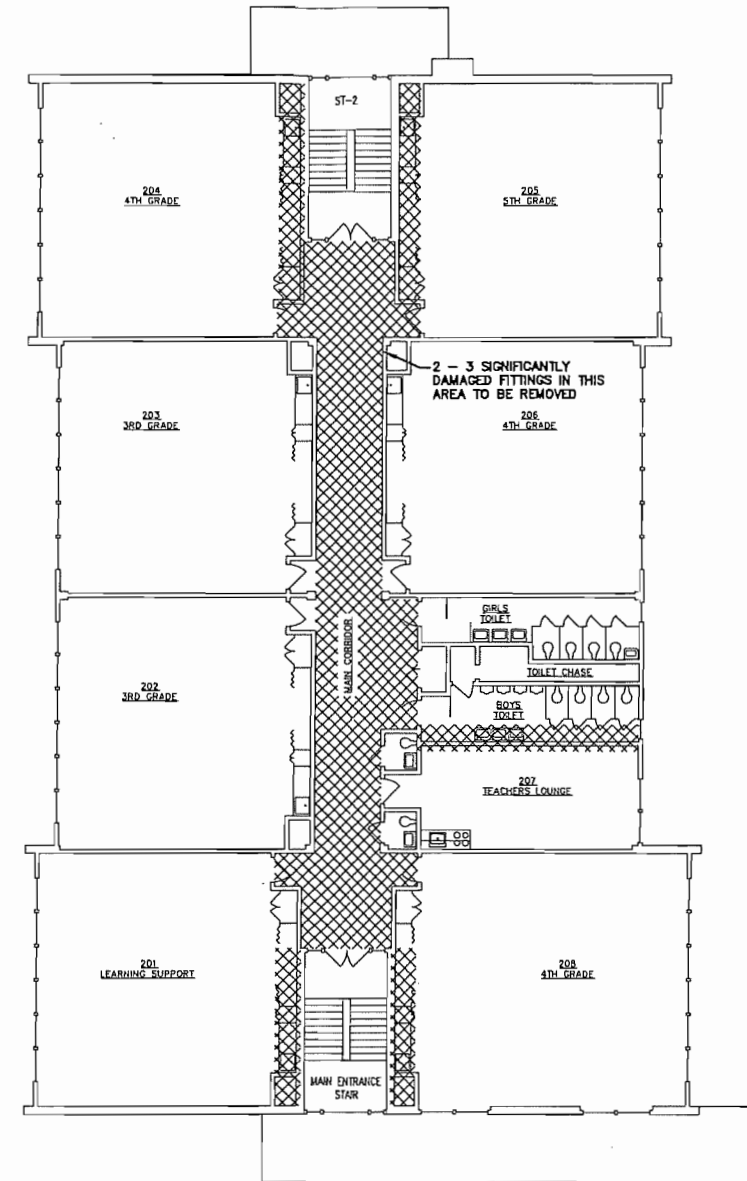 ST-2
204
4TH GRADE
205
5TH GRADE
2 - 3 SIGNIFICANTLY
DAMAGED FITTINGS IN THIS
AREA TO BE REMOVED
203
3RD GRADE
206
4TH GRADE
GIRLS
TOILET
MAIN CORRIDOR
TOILET CHASE
202
3RD GRADE
BOYS
TOILET
207
TEACHERS LOUNGE
201
LEARNING SUPPORT
208
4TH GRADE
MAIN ENTRANCE
STAIR